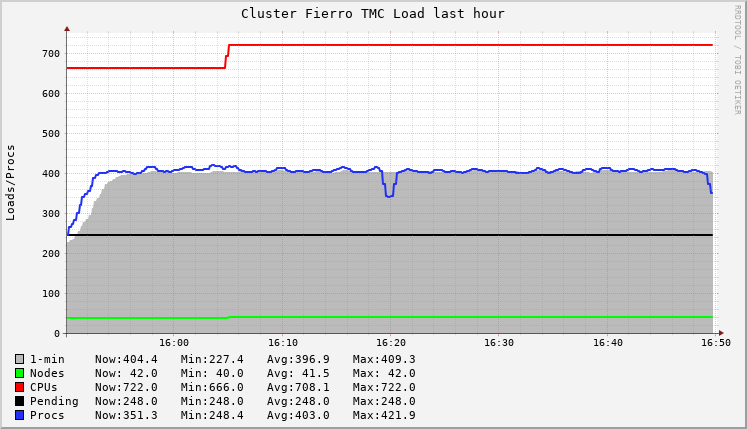 Cluster Fierro TMC Load last hour
RRDTOOL / TOBI OETIKER
Loads/Procs
700
600
500
400
300
200
100
0
16:00 16:10 16:20 16:30 16:40 16:50
1-min Now:404.4 Min:227.4 Avg:396.9 Max:409.3
Nodes Now: 42.0 Min: 40.0 Avg: 41.5 Max: 42.0
CPUs Now:722.0 Min:666.0 Avg:708.1 Max:722.0
Pending Now:248.0 Min:248.0 Avg:248.0 Max:248.0
Procs Now:351.3 Min:248.4 Avg:403.0 Max:421.9